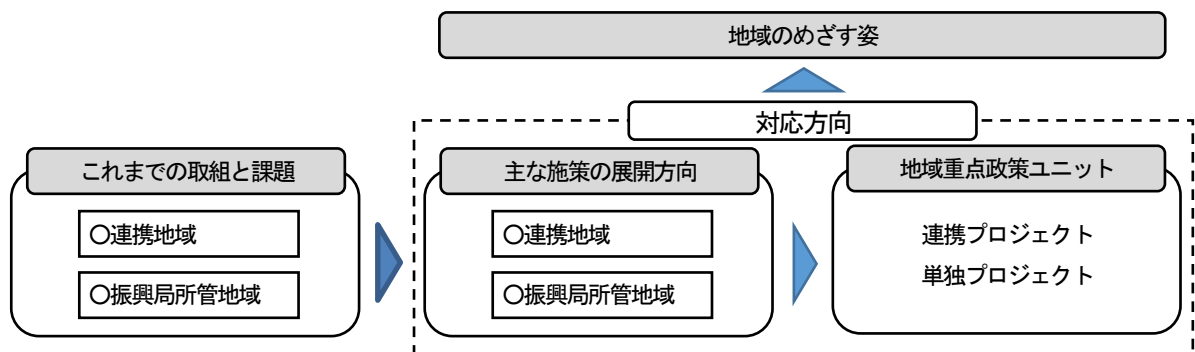 地域のめざす姿
対応方向
これまでの取組と課題
〇連携地域
〇振興局所管地域
主な施策の展開方向
〇連携地域
〇振興局所管地域
地域重点政策ユニット
連携プロジェクト
単独プロジェクト